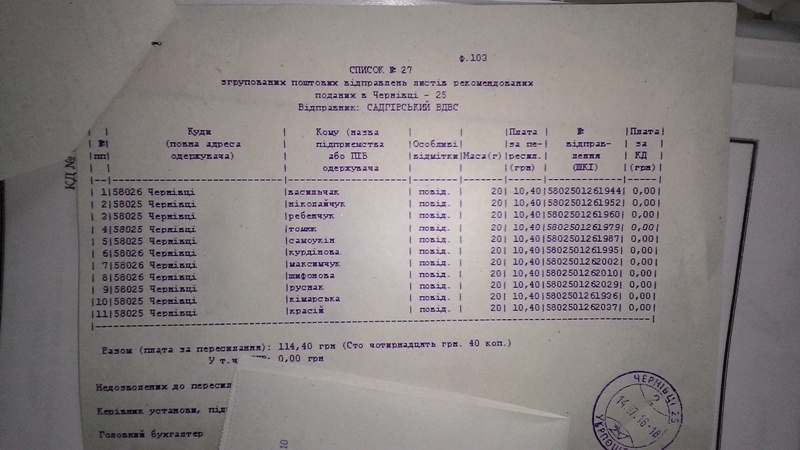 ф.103
СПИСОК № 27
згрупованих поштових відправлень листів рекомендованих
поданих в Чернівці - 25
Відправник: САДГІРСЬКИЙ ВДВС
№ пп | Куди (повна адреса одержувача) | Кому (назва підприємства або ПІБ одержувача | Особливі відмітки | Маса(г) | Плата за пересил. (грн) | № відправлення (ШКІ) | Плата за КД (грн)
1|58026 Чернівці |васильчак |повід. | 20| 10,40|5802501261944| 0,00|
2|58025 Чернівці |ніколайчук |повід. | 20| 10,40|5802501261952| 0,00|
3|58025 Чернівці |ребенчук |повід. | 20| 10,40|5802501261960| 0,00|
4|58025 Чернівці |томюк |повід. | 20| 10,40|5802501261979| 0,00|
5|58025 Чернівці |самоукін |повід. | 20| 10,40|5802501261987| 0,00|
6|58026 Чернівці |курдінова |повід. | 20| 10,40|5802501261995| 0,00|
7|58026 Чернівці |максимчук |повід. | 20| 10,40|5802501262002| 0,00|
8|58026 Чернівці |шифонова |повід. | 20| 10,40|5802501262010| 0,00|
9|58025 Чернівці |руснак |повід. | 20| 10,40|5802501262029| 0,00|
10|58025 Чернівці |кімарська |повід. | 20| 10,40|5802501261936| 0,00|
11|58025 Чернівці |красій |повід. | 20| 10,40|5802501262037| 0,00|
Разом (плата за пересилання): 114,40 грн (Сто чотирнадцять грн. 40 коп.)
У т.ч. 0,00 грн
Недозволених до пересил
Керівник установи, під
Головний бухгалтер
КД №
ЧЕРНІВЦІ 25
УКРПОШТА